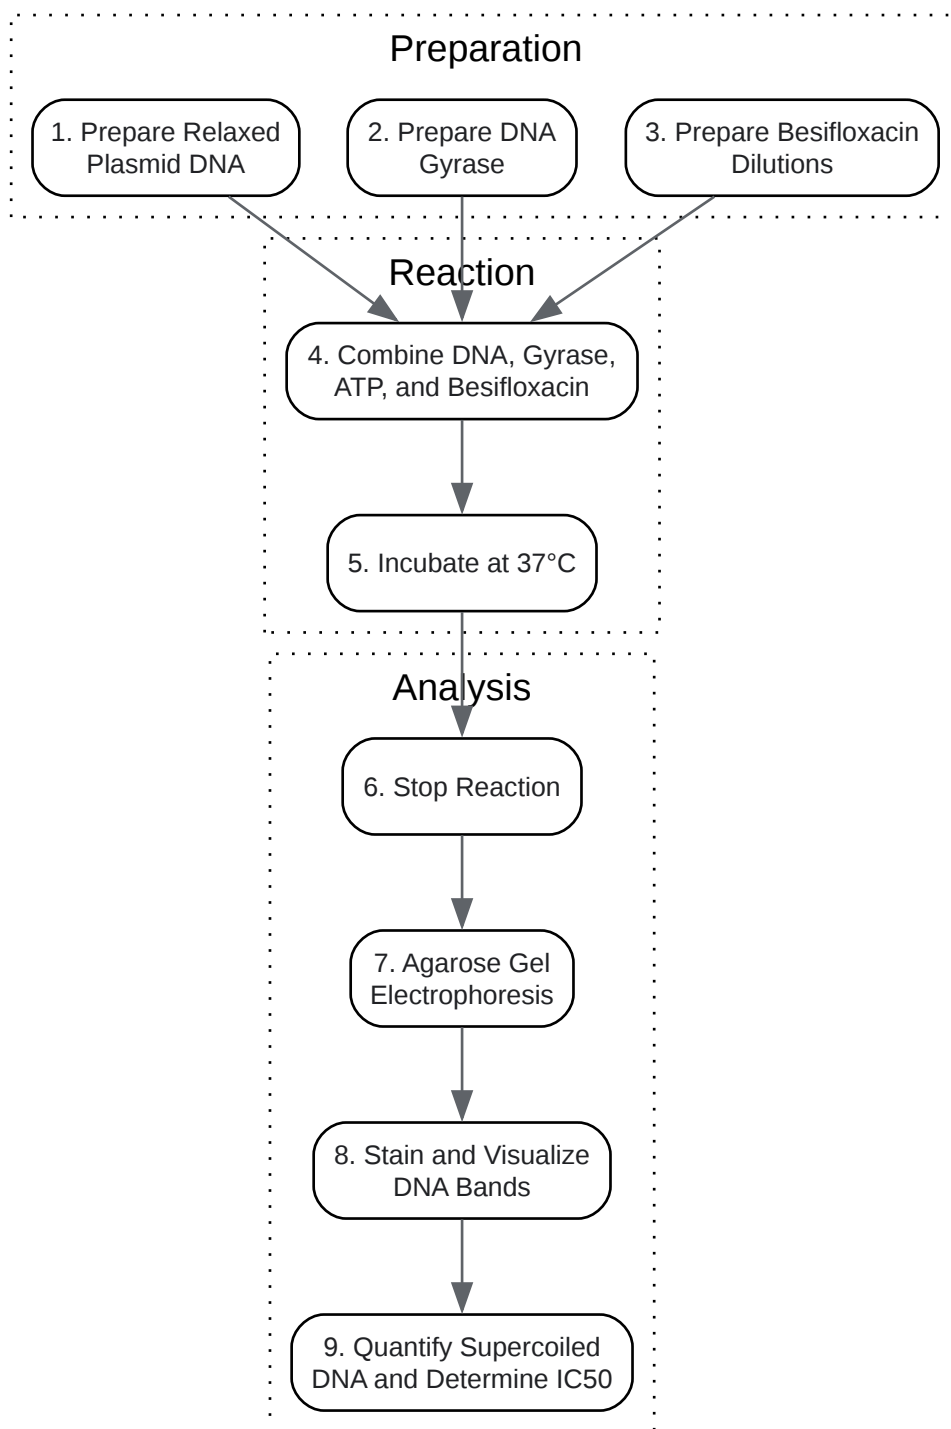 Preparation
1. Prepare Relaxed
Plasmid DNA
2. Prepare DNA
Gyrase
3. Prepare Besifloxacin
Dilutions
Reaction
4. Combine DNA, Gyrase,
ATP, and Besifloxacin
5. Incubate at 37°C
Analysis
6. Stop Reaction
7. Agarose Gel
Electrophoresis
8. Stain and Visualize
DNA Bands
9. Quantify Supercoiled
DNA and Determine IC50